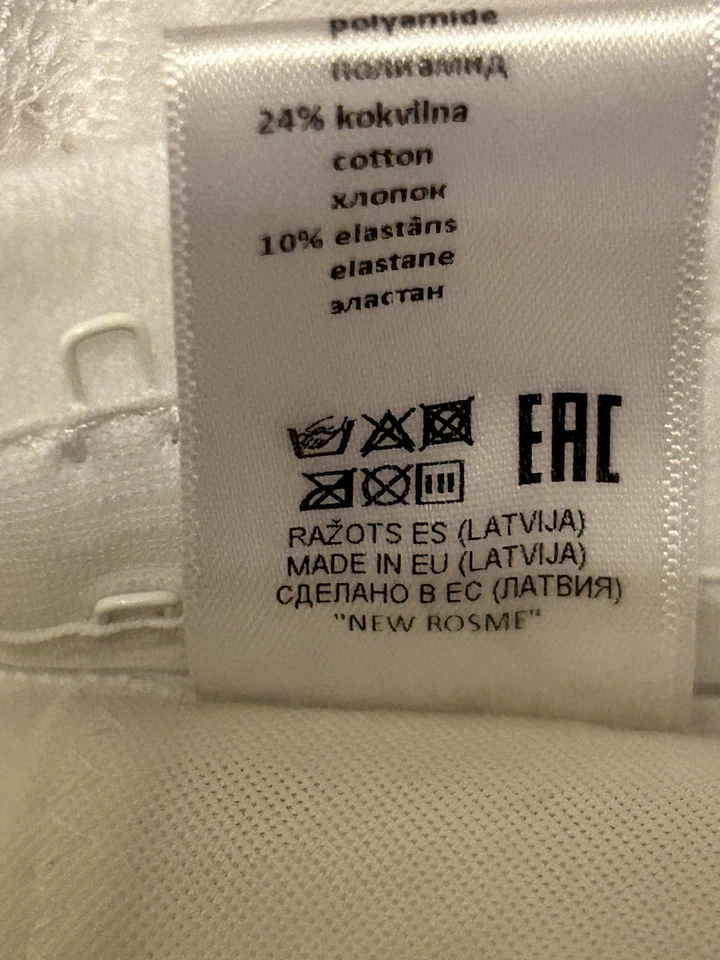 polyamide
полиамид
24% kokvilna
cotton
хлопок
10% elastāns
elastane
эластан
EAC
RAŽOTS ES (LATVIJA)
MADE IN EU (LATVIJA)
СДЕЛАНО В ЕС (ЛАТВИЯ)
"NEW ROSME"